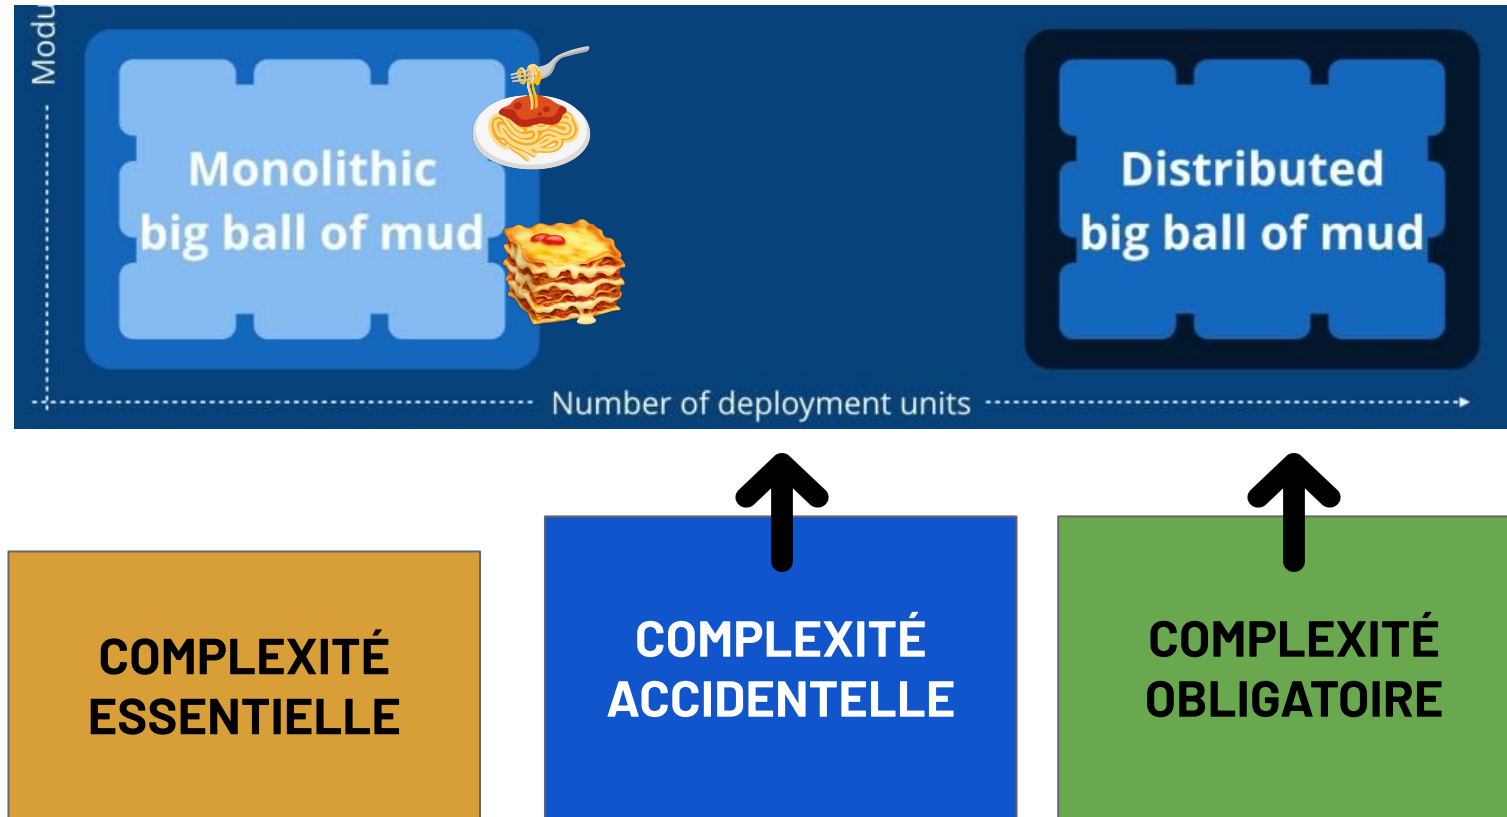 Modu
Monolithic
big ball of mud
Distributed
big ball of mud
Number of deployment units
COMPLEXITÉ
ESSENTIELLE
COMPLEXITÉ
ACCIDENTELLE
COMPLEXITÉ
OBLIGATOIRE